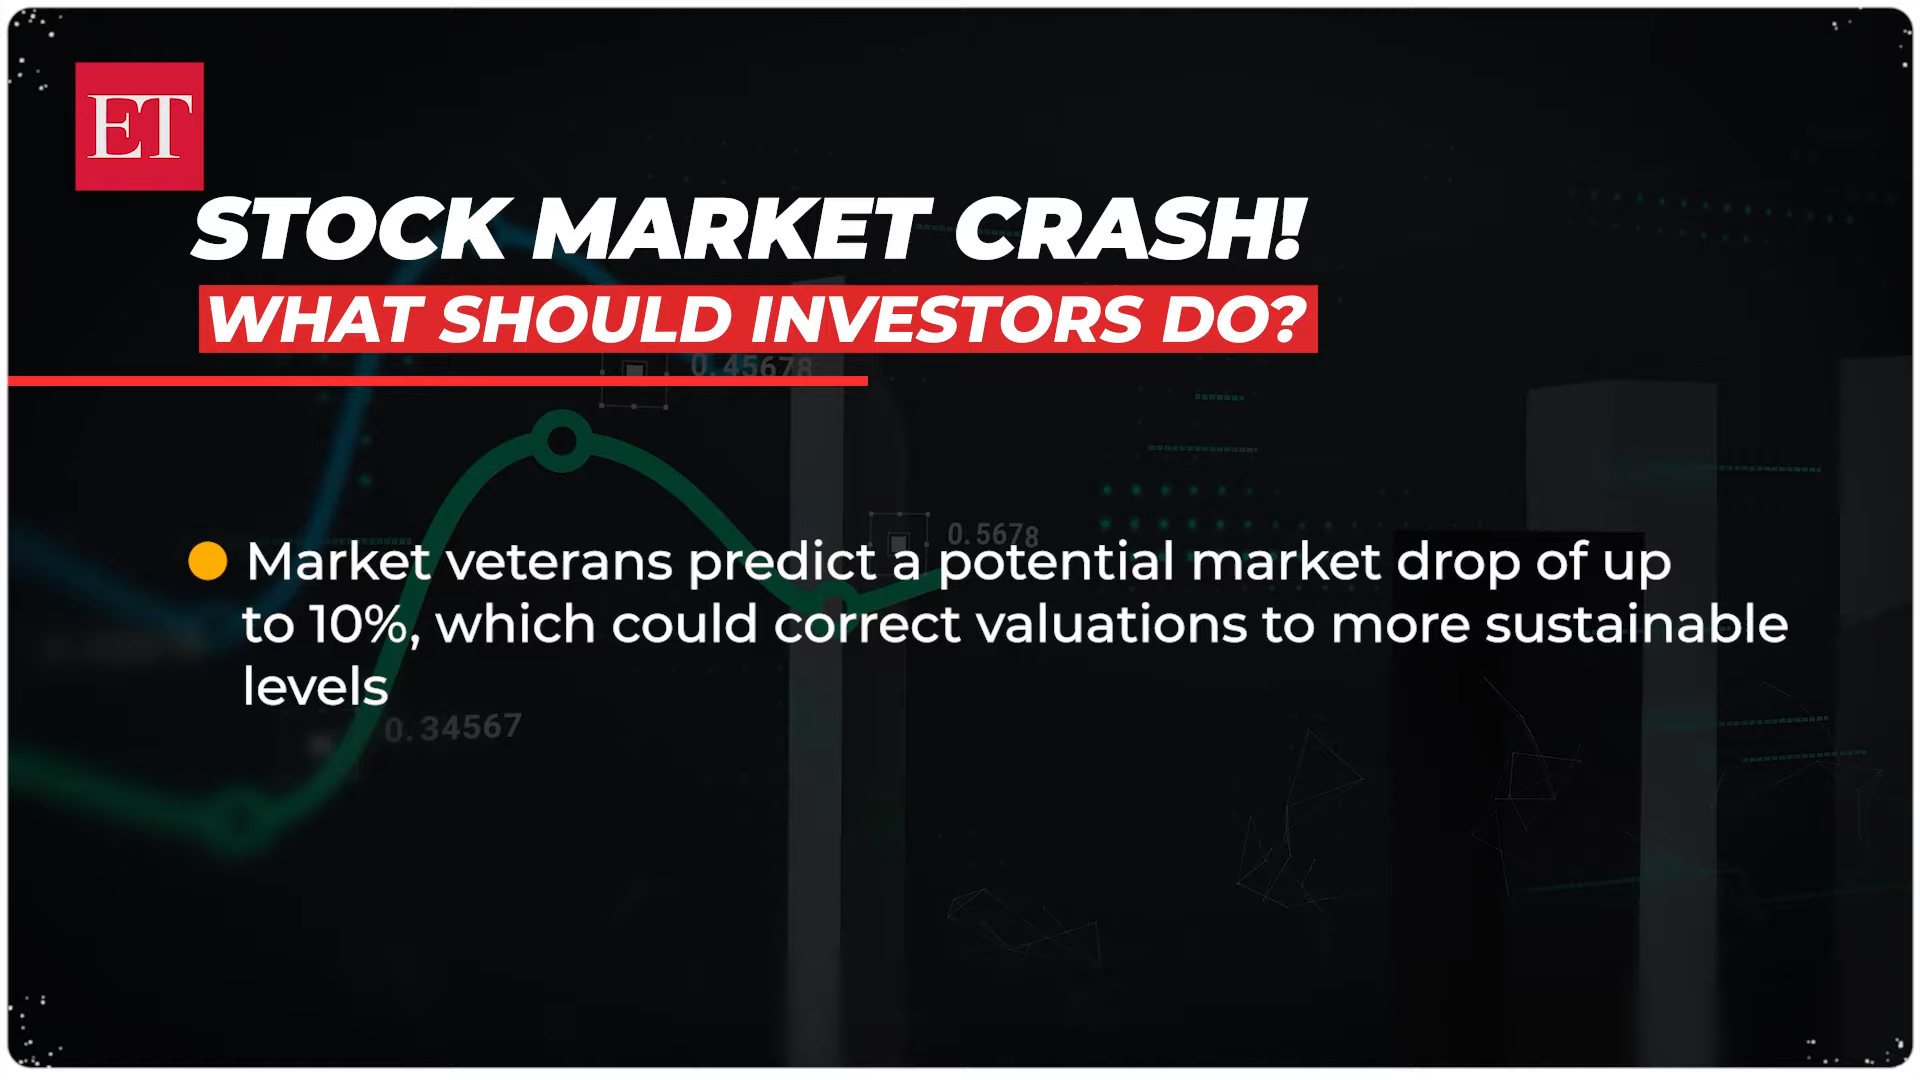 ET
STOCK MARKET CRASH!
WHAT SHOULD INVESTORS DO?
0.45678
0.5678
Market veterans predict a potential market drop of up
to 10%, which could correct valuations to more sustainable
levels
0.34567